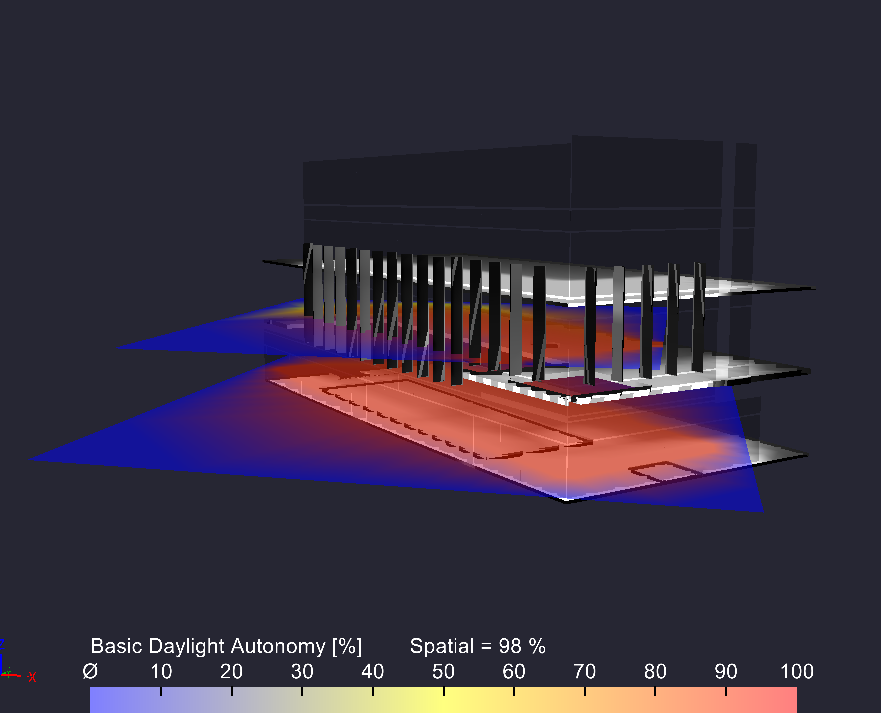 Basic Daylight Autonomy [%] Spatial = 98 %
Ø 10 20 30 40 50 60 70 80 90 100
Z
X